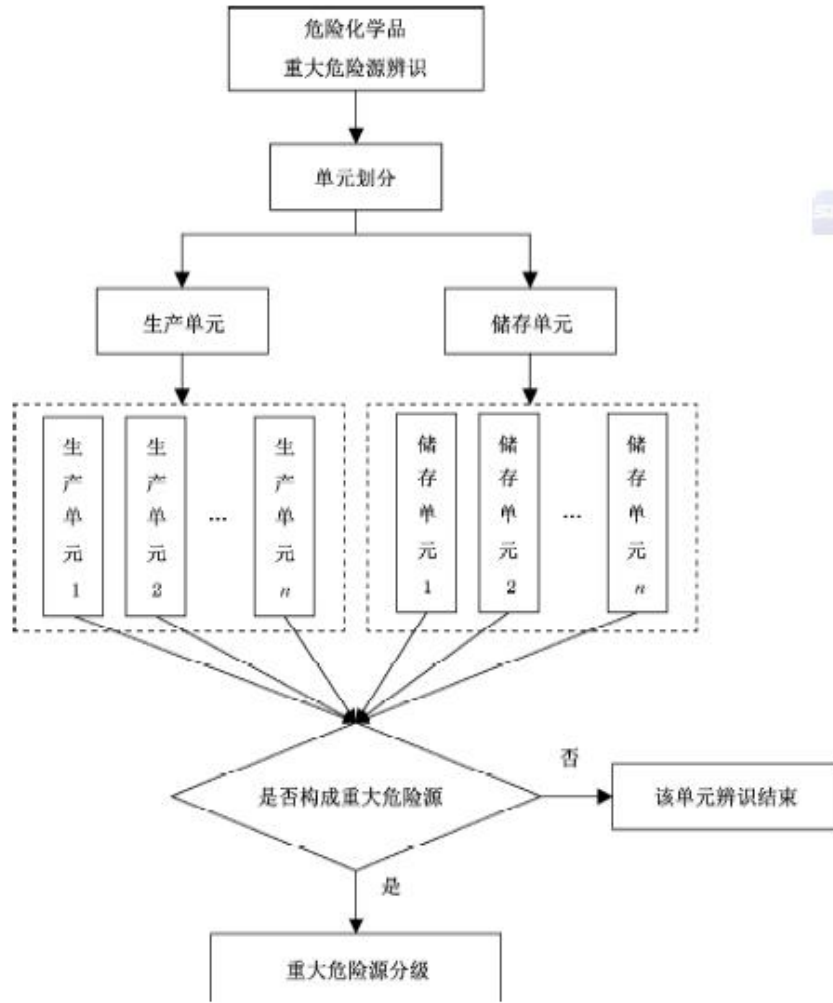 危险化学品
重大危险源辨识
单元划分
生产单元
储存单元
生产单元1
生产单元2
...
生产单元n
储存单元1
储存单元2
...
储存单元n
是否构成重大危险源
否
该单元辨识结束
是
重大危险源分级